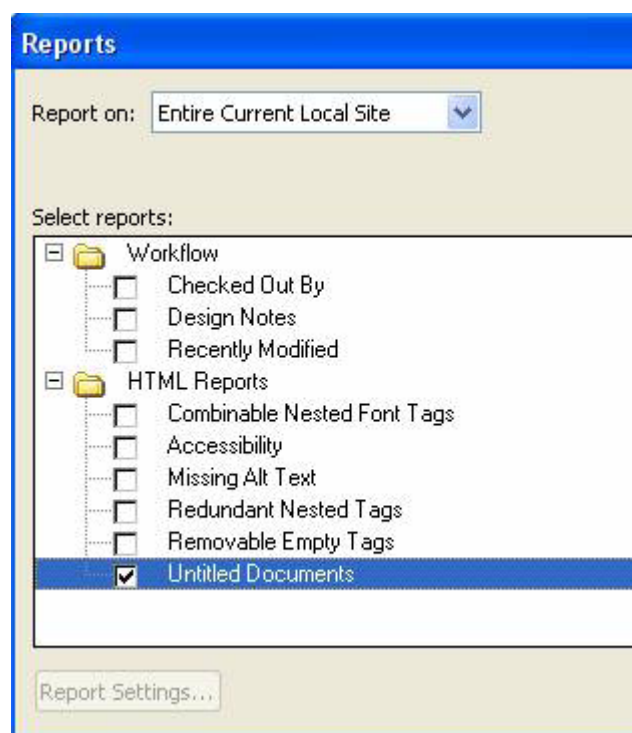 Reports
Report on: Entire Current Local Site
Select reports:
Workflow
Checked Out By
Design Notes
Recently Modified
HTML Reports
Combinable Nested Font Tags
Accessibility
Missing Alt Text
Redundant Nested Tags
Removable Empty Tags
Untitled Documents
Report Settings...